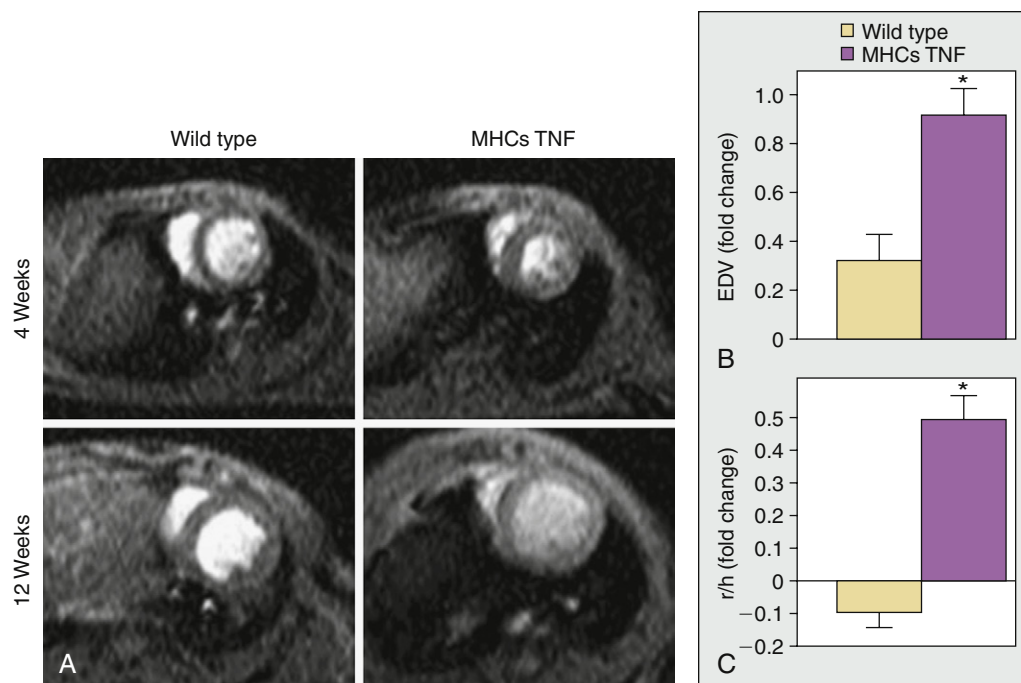 Wild type
MHCs TNF
4 Weeks
12 Weeks
A
Wild type
MHCs TNF
EDV (fold change)
*
1.0
0.8
0.6
0.4
0.2
0
B
r/h (fold change)
*
0.5
0.4
0.3
0.2
0.1
0
−0.1
−0.2
C